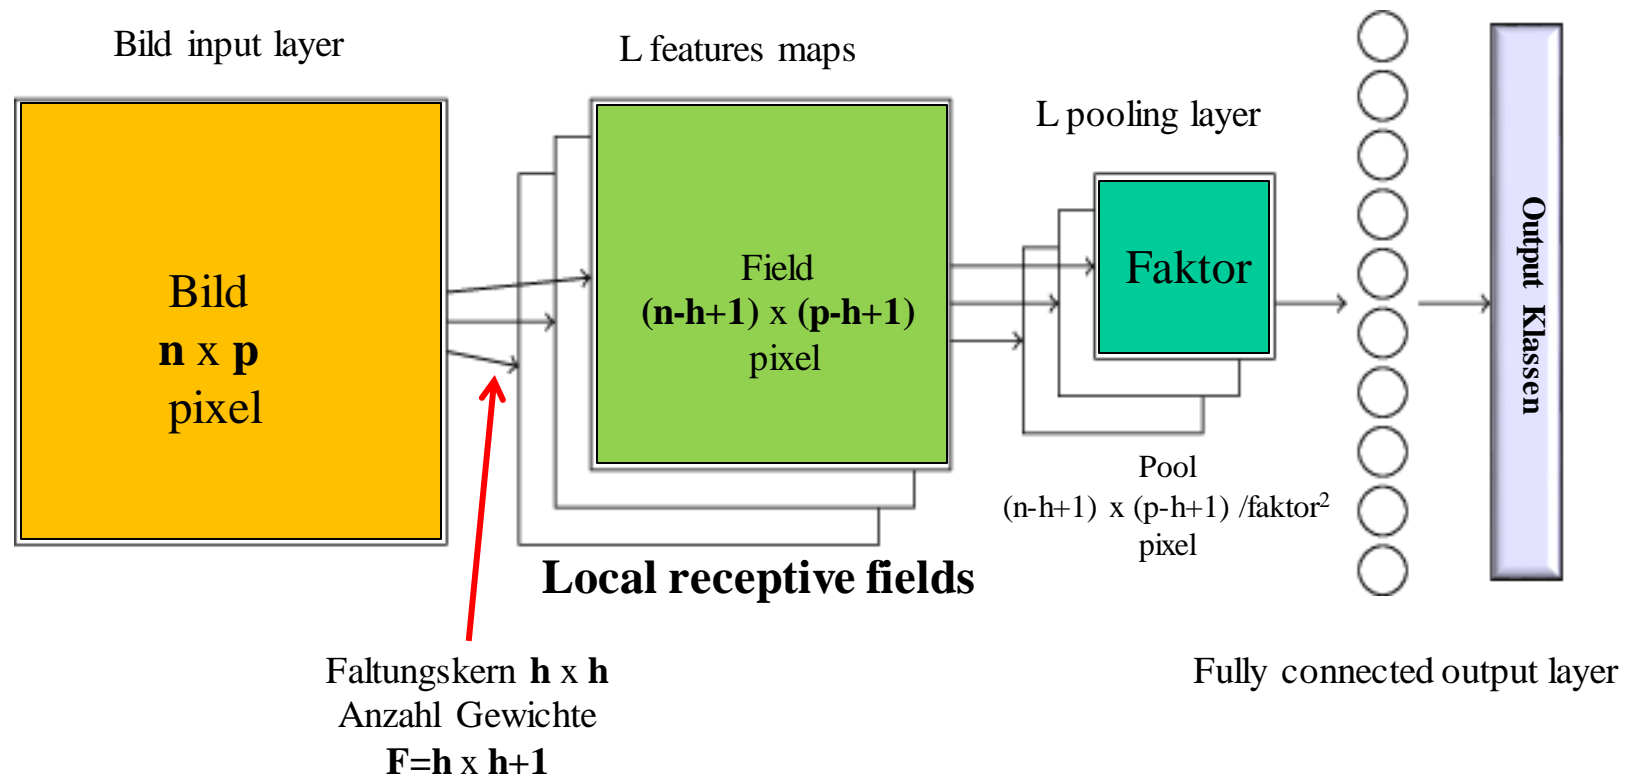 Bild input layer
L features maps
L pooling layer
Bild
n x p
pixel
Field
(n-h+1) x (p-h+1)
pixel
Faktor
Output Klassen
Pool
(n-h+1) x (p-h+1) /faktor²
pixel
Local receptive fields
Faltungskern h x h
Anzahl Gewichte
F=h x h+1
Fully connected output layer